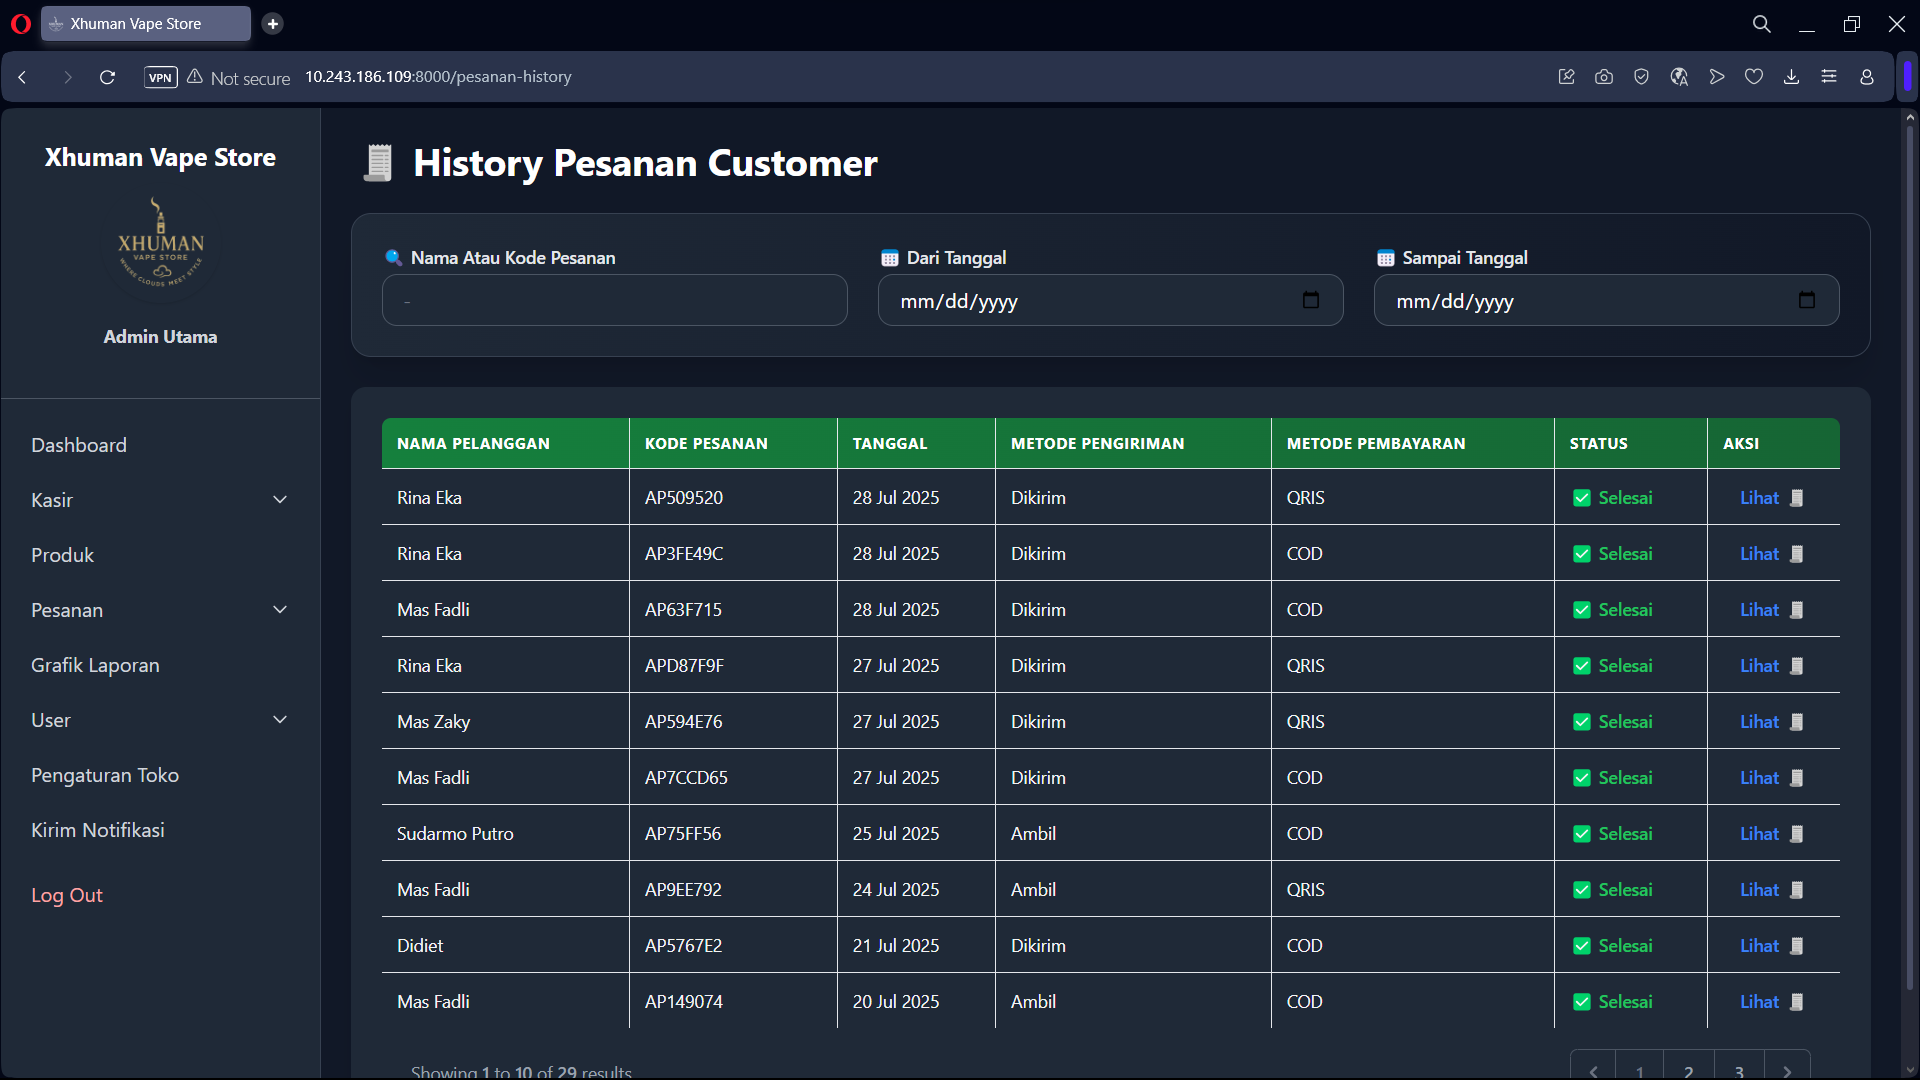 Xhuman Vape Store
VPN Not secure 10.243.186.109:8000/pesanan-history
Xhuman Vape Store
XHUMAN
VAPE STORE
WHERE CLOUDS MEET STYLE
Admin Utama
Dashboard
Kasir
Produk
Pesanan
Grafik Laporan
User
Pengaturan Toko
Kirim Notifikasi
Log Out
History Pesanan Customer
Nama Atau Kode Pesanan
-
Dari Tanggal
mm/dd/yyyy
Sampai Tanggal
mm/dd/yyyy
NAMA PELANGGAN KODE PESANAN TANGGAL METODE PENGIRIMAN METODE PEMBAYARAN STATUS AKSI
Rina Eka AP509520 28 Jul 2025 Dikirim QRIS Selesai Lihat
Rina Eka AP3FE49C 28 Jul 2025 Dikirim COD Selesai Lihat
Mas Fadli AP63F715 28 Jul 2025 Dikirim COD Selesai Lihat
Rina Eka APD87F9F 27 Jul 2025 Dikirim QRIS Selesai Lihat
Mas Zaky AP594E76 27 Jul 2025 Dikirim QRIS Selesai Lihat
Mas Fadli AP7CCD65 27 Jul 2025 Dikirim COD Selesai Lihat
Sudarmo Putro AP75FF56 25 Jul 2025 Ambil COD Selesai Lihat
Mas Fadli AP9EE792 24 Jul 2025 Ambil QRIS Selesai Lihat
Didiet AP5767E2 21 Jul 2025 Dikirim COD Selesai Lihat
Mas Fadli AP149074 20 Jul 2025 Ambil COD Selesai Lihat
Showing 1 to 10 of 29 results
1 2 3